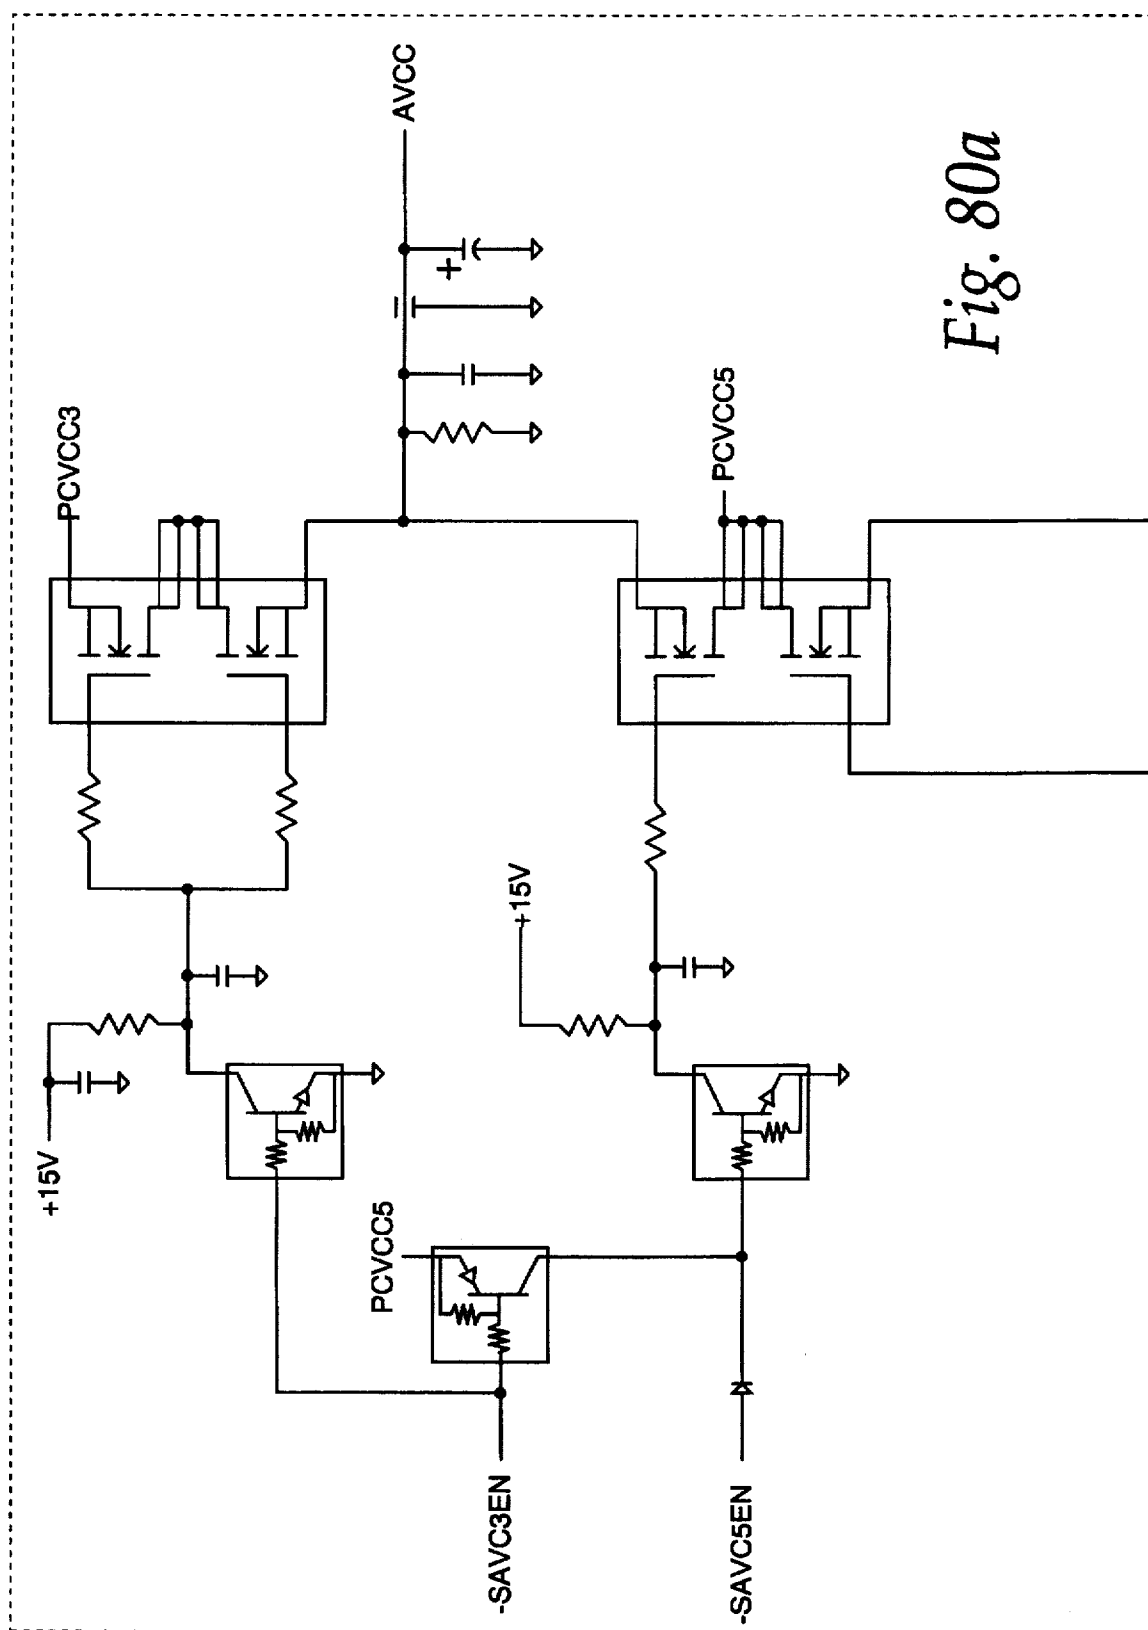 PCVCC3
AVCC
+15V
PCVCC5
+15V
PCVCC5
-SAVC3EN
-SAVC5EN
+
Fig. 80a